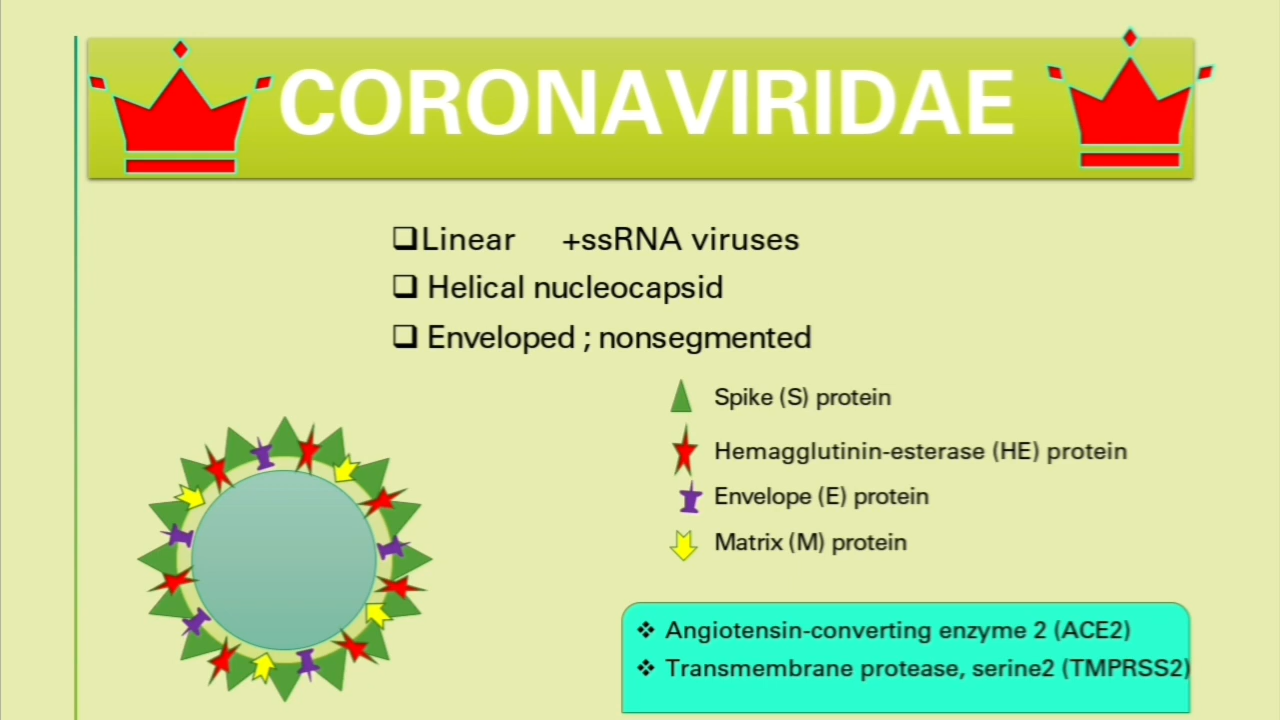 CORONAVIRIDAE
Linear +ssRNA viruses
Helical nucleocapsid
Enveloped ; nonsegmented
Spike (S) protein
Hemagglutinin-esterase (HE) protein
Envelope (E) protein
Matrix (M) protein
Angiotensin-converting enzyme 2 (ACE2)
Transmembrane protease, serine2 (TMPRSS2)